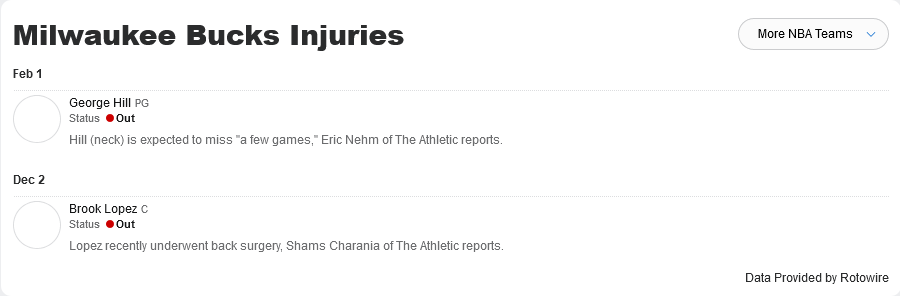 Milwaukee Bucks Injuries
More NBA Teams
Feb 1
George Hill PG
Status Out
Hill (neck) is expected to miss "a few games," Eric Nehm of The Athletic reports.
Dec 2
Brook Lopez C
Status Out
Lopez recently underwent back surgery, Shams Charania of The Athletic reports.
Data Provided by Rotowire